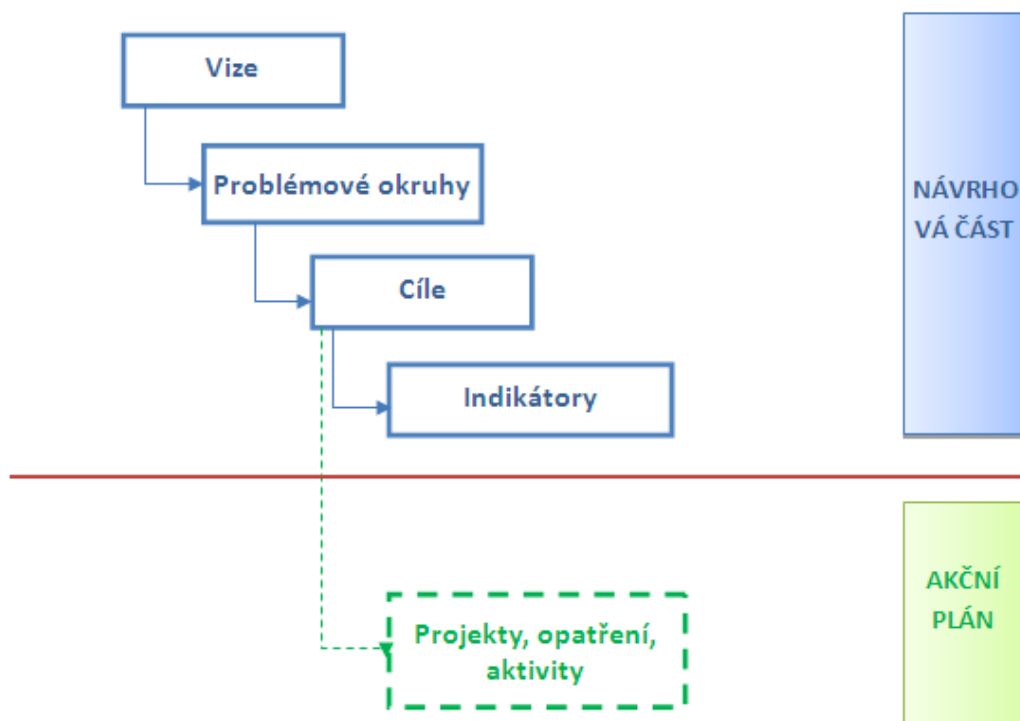 Vize
Problémové okruhy
Cíle
Indikátory
NÁVRHO
VÁ ČÁST
Projekty, opatření,
aktivity
AKČNÍ
PLÁN